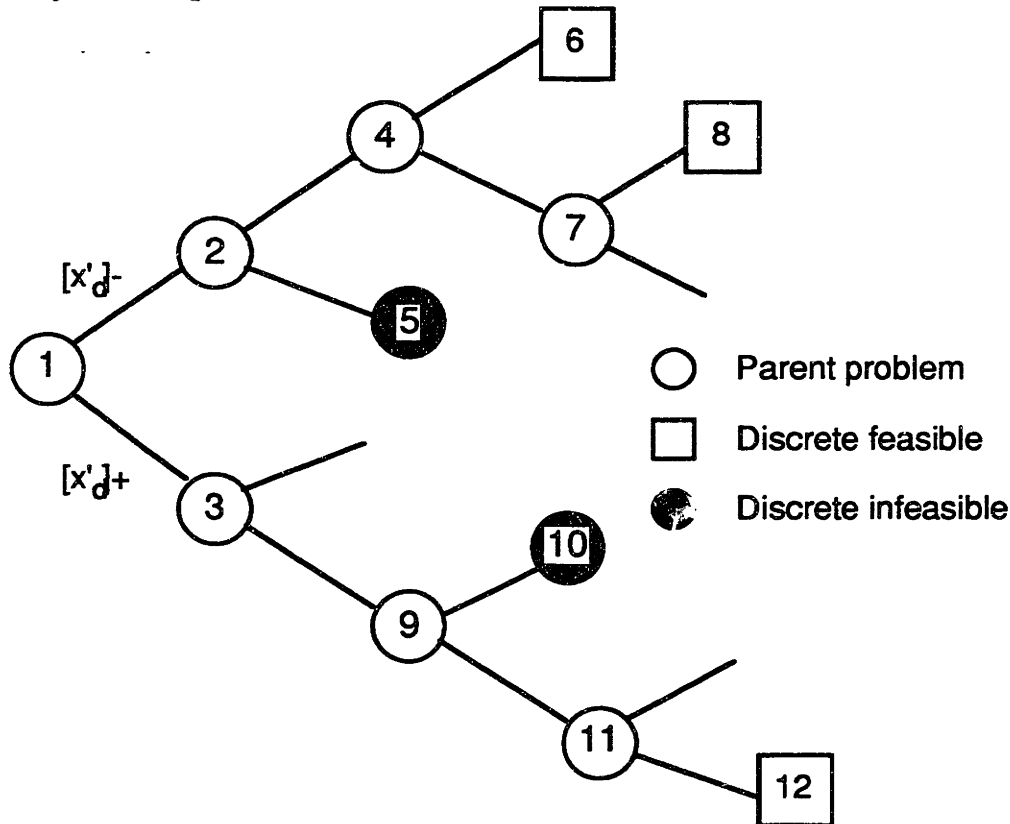 6
4
8
2
7
[x'd]-
5
1
Parent problem
Discrete feasible
[x'd]+
3
Discrete infeasible
10
9
11
12